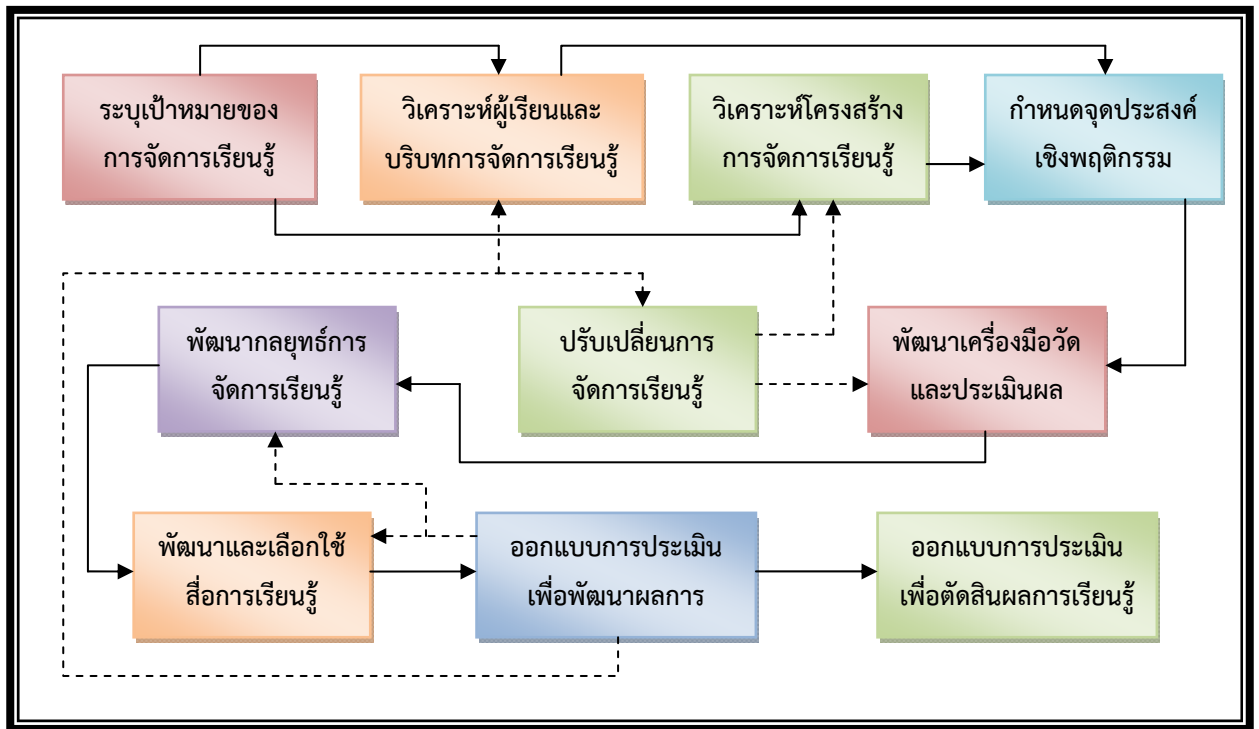 ระบุเป้าหมายของ
การจัดการเรียนรู้
วิเคราะห์ผู้เรียนและ
บริบทการจัดการเรียนรู้
วิเคราะห์โครงสร้าง
การจัดการเรียนรู้
กำหนดจุดประสงค์
เชิงพฤติกรรม
พัฒนากลยุทธ์การ
จัดการเรียนรู้
ปรับเปลี่ยนการ
จัดการเรียนรู้
พัฒนาเครื่องมือวัด
และประเมินผล
พัฒนาและเลือกใช้
สื่อการเรียนรู้
ออกแบบการประเมิน
เพื่อพัฒนาผลการ
ออกแบบการประเมิน
เพื่อตัดสินผลการเรียนรู้